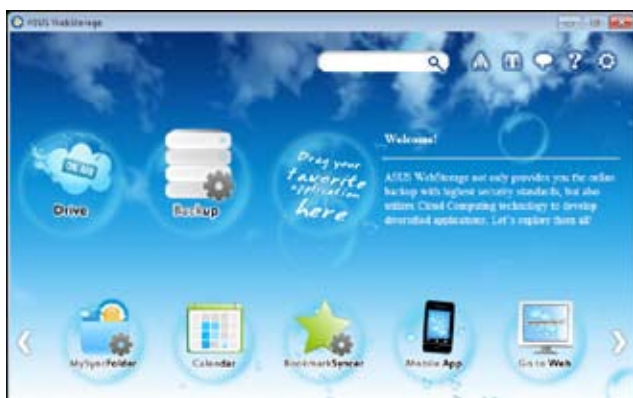 ASUS WebStorage
Welcome!
ASUS WebStorage not only provides you the online
backup with highest security standards, but also
utilizes Cloud Computing technology to develop
diversified applications. Let's explore them all!
Drag your
favorite
application
here
Drive
Backup
MySyncFolder
Calendar
BookmarkSyncer
Mobile App
Go to Web